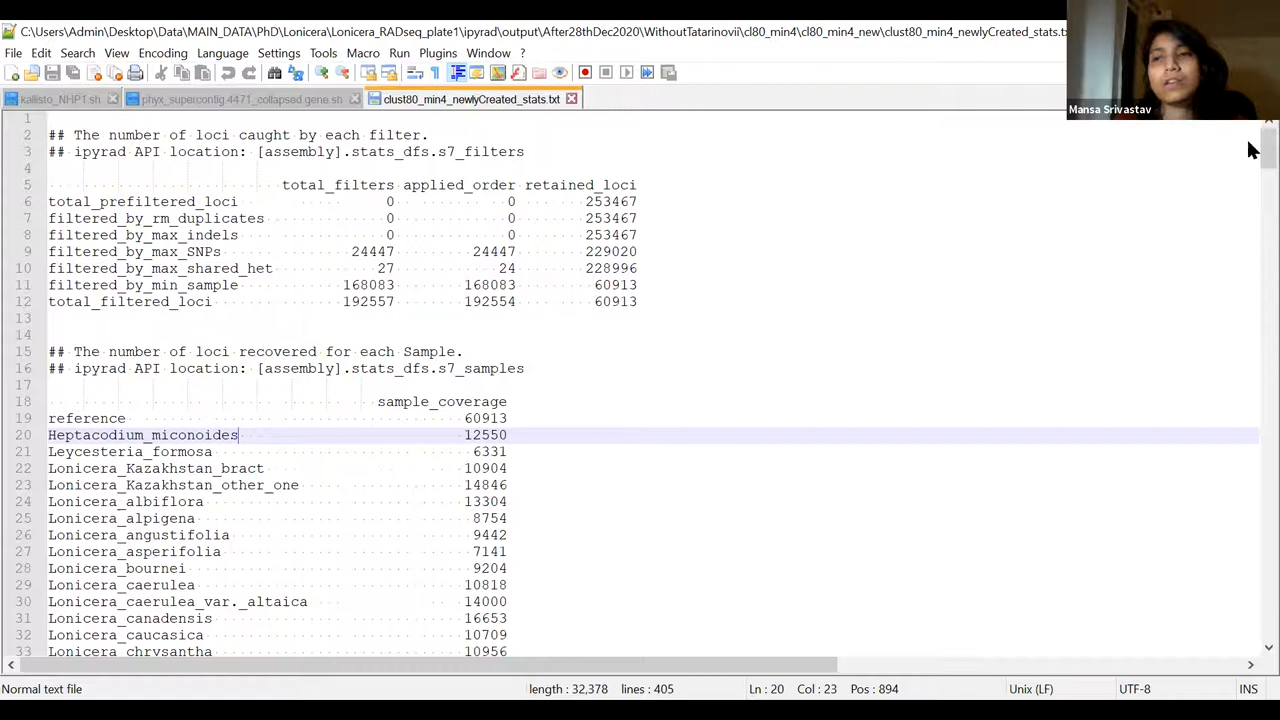 C:\Users\Admin\Desktop\Data\MAIN_DATA\PhD\Lonicera\Lonicera_RADseq_plate1\ipyrad\output\After28thDec2020\WithoutTatarinovii\cl80_min4\cl80_min4_new\clust80_min4_newlyCreated_stats.tx
File Edit Search View Encoding Language Settings Tools Macro Run Plugins Window ?
kallisto_NHP1.sh phyx_superconfig.4471_collapsed.gene.sh clust80_min4_newlyCreated_stats.txt
Mansa Srivastav
1
2 ## The number of loci caught by each filter.
3 ## ipyrad API location: [assembly].stats_dfs.s7_filters
4
5 total_filters applied_order retained_loci
6 total_prefiltered_loci 0 0 253467
7 filtered_by_rm_duplicates 0 0 253467
8 filtered_by_max_indels 0 0 253467
9 filtered_by_max_SNPs 24447 24447 229020
10 filtered_by_max_shared_het 27 24 228996
11 filtered_by_min_sample 168083 168083 60913
12 total_filtered_loci 192557 192554 60913
13
14
15 ## The number of loci recovered for each Sample.
16 ## ipyrad API location: [assembly].stats_dfs.s7_samples
17
18 sample_coverage
19 reference 60913
20 Heptacodium_miconoides 12550
21 Leycesteria_formosa 6331
22 Lonicera_Kazakhstan_bract 10904
23 Lonicera_Kazakhstan_other_one 14846
24 Lonicera_albiflora 13304
25 Lonicera_alpigena 8754
26 Lonicera_angustifolia 9442
27 Lonicera_asperifolia 7141
28 Lonicera_bournei 9204
29 Lonicera_caerulea 10818
30 Lonicera_caerulea_var._altaica 14000
31 Lonicera_canadensis 16653
32 Lonicera_caucasica 10709
33 Lonicera_chrysantha 10956
Normal text file length : 32,378 lines : 405 Ln : 20 Col : 23 Pos : 894 Unix (LF) UTF-8 INS